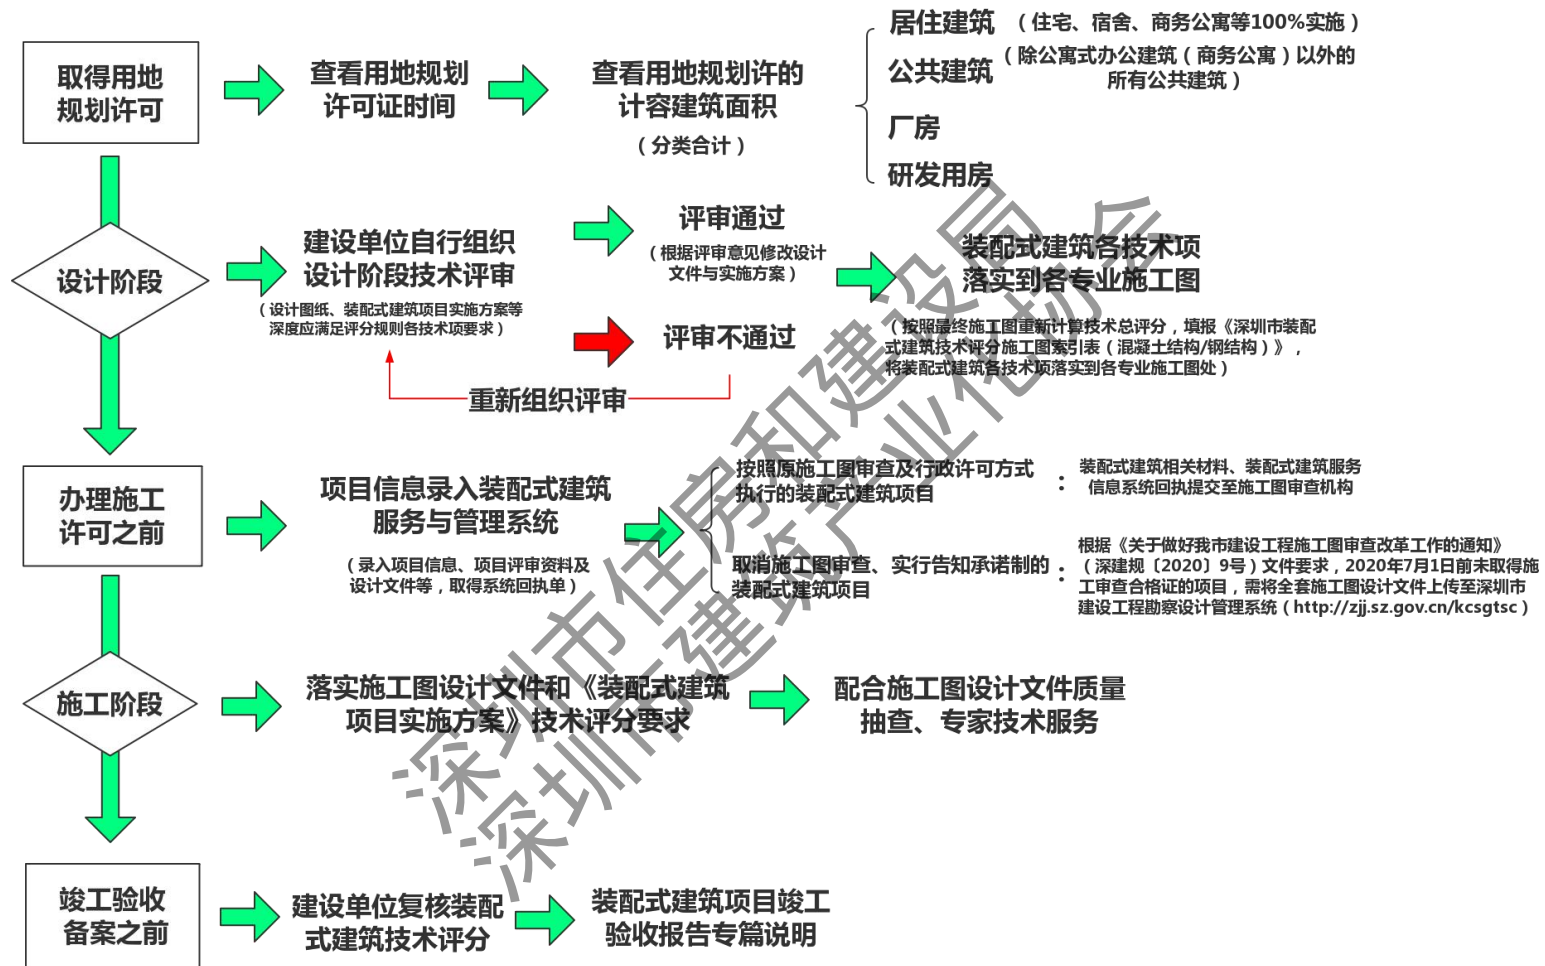 取得用地
规划许可
查看用地规划
许可证时间
查看用地规划许的
计容建筑面积
（分类合计）
居住建筑 （住宅、宿舍、商务公寓等100%实施）
公共建筑 （除公寓式办公建筑（商务公寓）以外的
所有公共建筑）
厂房
研发用房
设计阶段
建设单位自行组织
设计阶段技术评审
（设计图纸、装配式建筑项目实施方案等
深度应满足评分规则各技术项要求）
评审通过
（根据评审意见修改设计
文件与实施方案）
评审不通过
重新组织评审
装配式建筑各技术项
落实到各专业施工图
（按照最终施工图重新计算技术总评分，填报《深圳市装配
式建筑技术评分施工图索引表（混凝土结构/钢结构）》，
将装配式建筑各技术项落实到各专业施工图处）
办理施工
许可之前
项目信息录入装配式建筑
服务与管理系统
（录入项目信息、项目评审资料及
设计文件等，取得系统回执单）
按照原施工图审查及行政许可方式
执行的装配式建筑项目
：
装配式建筑相关材料、装配式建筑服务
信息系统回执提交至施工图审查机构
取消施工图审查、实行告知承诺制的
装配式建筑项目
：
根据《关于做好我市建设工程施工图审查改革工作的通知》
（深建规〔2020〕9号）文件要求，2020年7月1日前未取得施
工审查合格证的项目，需将全套施工图设计文件上传至深圳市
建设工程勘察设计管理系统（http://zjj.sz.gov.cn/kcsgtsc）
施工阶段
落实施工图设计文件和《装配式建筑
项目实施方案》技术评分要求
配合施工图设计文件质量
抽查、专家技术服务
竣工验收
备案之前
建设单位复核装配
式建筑技术评分
装配式建筑项目竣工
验收报告专篇说明
深圳市住房和建设局
深圳市建筑产业化协会